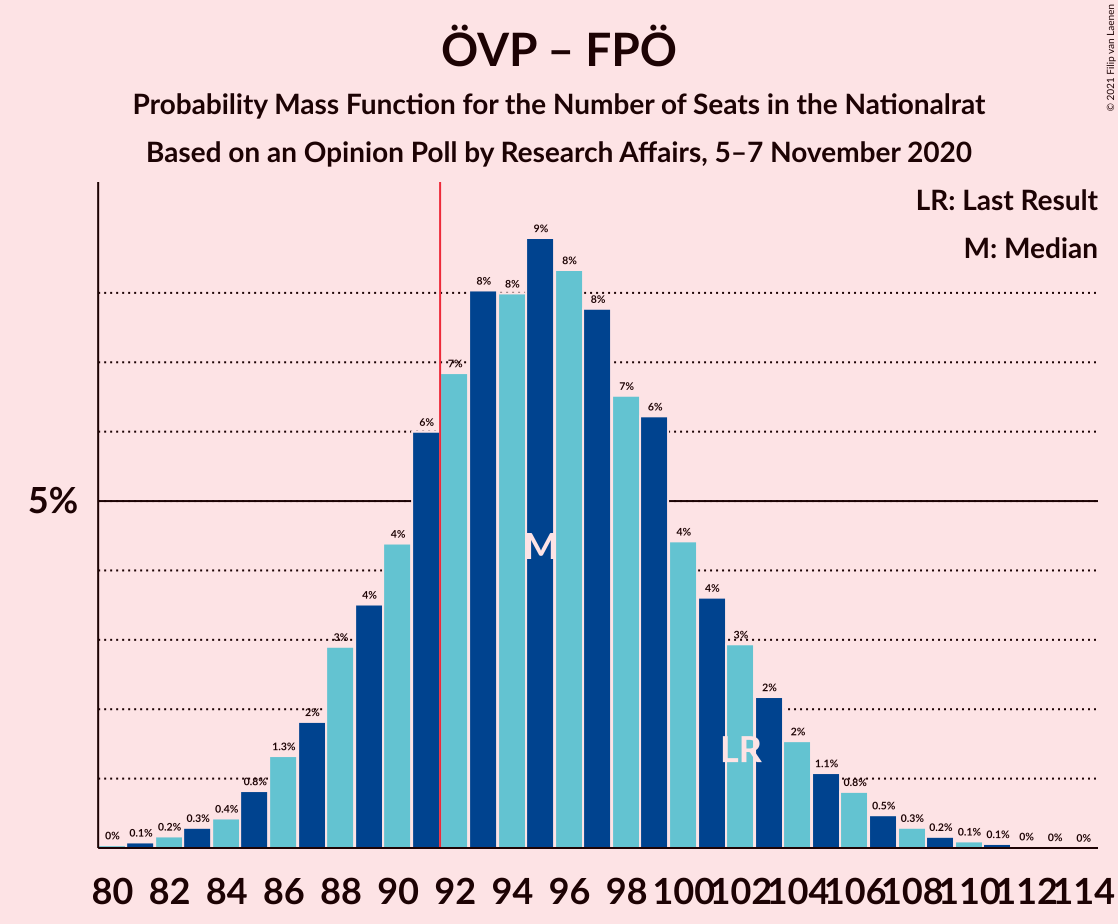 ÖVP – FPÖ
Probability Mass Function for the Number of Seats in the Nationalrat
Based on an Opinion Poll by Research Affairs, 5–7 November 2020
© 2021 Filip van Laenen
LR: Last Result
M: Median
5%
0% 0.1% 0.2% 0.3% 0.4% 0.8% 1.3% 2% 3% 4% 4% 6% 7% 8% 8% 9% 8% 8% 7% 6% 4% 4% 3% 2% 2% 1.1% 0.8% 0.5% 0.3% 0.2% 0.1% 0.1% 0% 0% 0%
M
LR
80 82 84 86 88 90 92 94 96 98 100 102 104 106 108 110 112 114